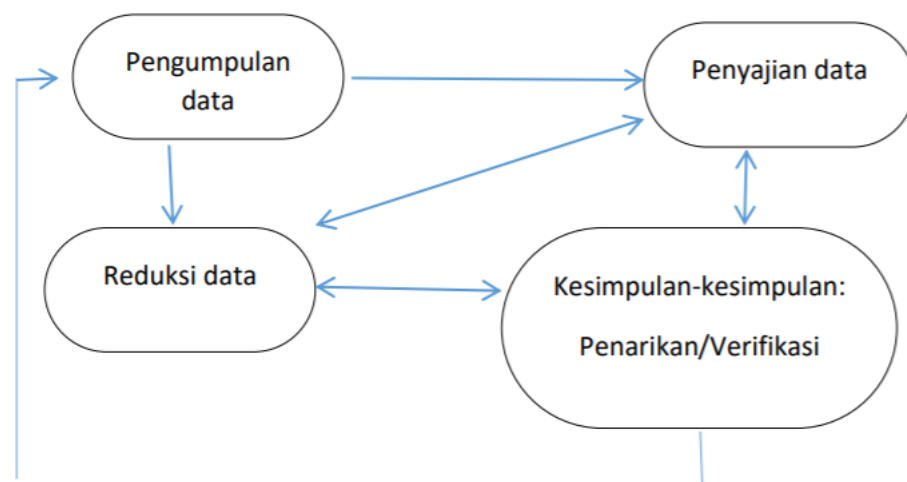 Pengumpulan
data
Penyajian data
Reduksi data
Kesimpulan-kesimpulan:
Penarikan/Verifikasi